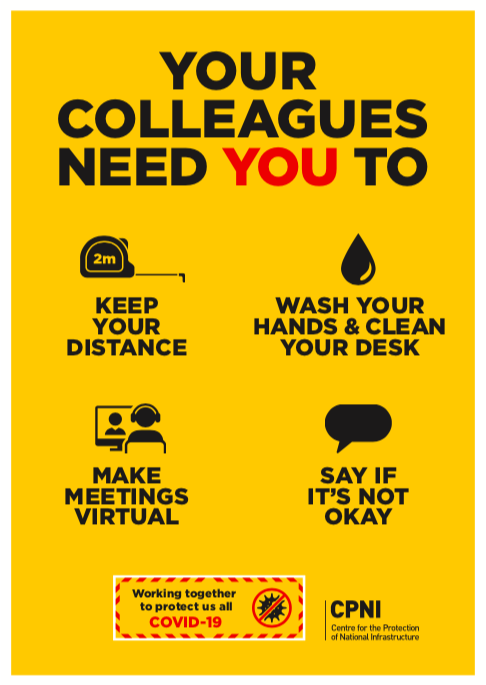 YOUR
COLLEAGUES
NEED YOU TO
2m
KEEP
YOUR
DISTANCE
WASH YOUR
HANDS & CLEAN
YOUR DESK
MAKE
MEETINGS
VIRTUAL
SAY IF
IT'S NOT
OKAY
Working together
to protect us all
COVID-19
CPNI
Centre for the Protection
of National Infrastructure